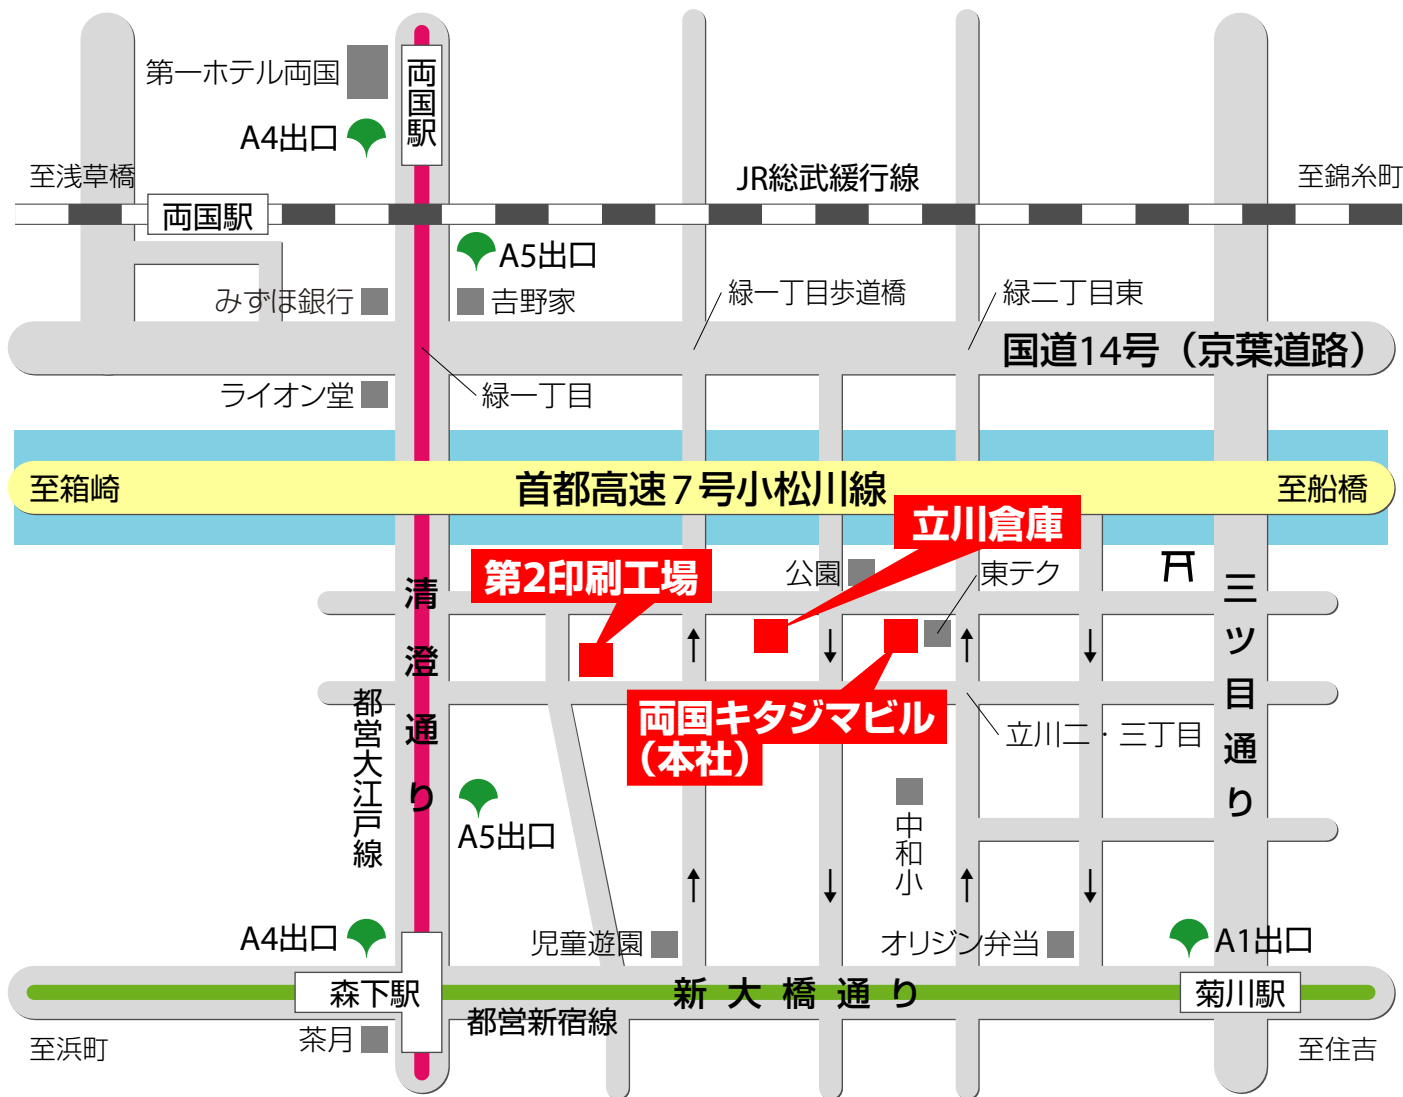 第一ホテル両国
両国駅
A4出口
至浅草橋
JR総武緩行線
至錦糸町
両国駅
A5出口
みずほ銀行
吉野家
緑一丁目歩道橋
緑二丁目東
国道14号（京葉道路）
ライオン堂
緑一丁目
至箱崎
首都高速７号小松川線
至船橋
立川倉庫
第2印刷工場
公園
東テク
清澄通り
三ツ目通り
都営大江戸線
両国キタジマビル
（本社）
立川二・三丁目
A5出口
中和小
A4出口
児童遊園
オリジン弁当
A1出口
森下駅
新大橋通り
菊川駅
都営新宿線
茶月
至浜町
至住吉